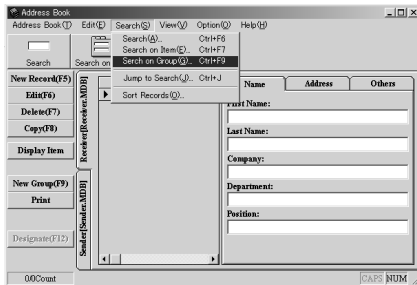 Address Book
Address Book(T) Edit(E) Search(S) View(V) Option(O) Help(H)
Search
Search on
Search(A)... Ctrl+F6
Search on Item(E)... Ctrl+F7
Serch on Group(G)... Ctrl+F9
Jump to Search(J)... Ctrl+J
Sort Records(O)...
New Record(F5)
Edit(F6)
Delete(F7)
Copy(F8)
Display Item
New Group(F9)
Print
Designate(F12)
Receiver[Receiver.MDB]
Sender[Sender.MDB]
Name Address Others
First Name:
Last Name:
Company:
Department:
Position:
0/0Count
CAPS NUM